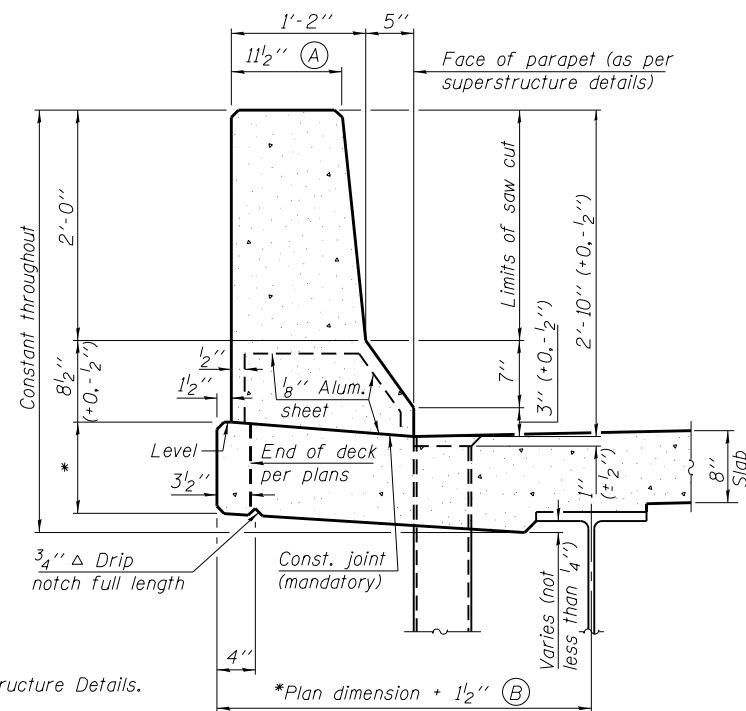 1'-2" 5"
11½" (A)
Face of parapet (as per
superstructure details)
Constant throughout
2'-0"
8½"
(+0,-½")
*
Limits of saw cut
7"
3" (+0,-½")
2'-10" (+0,-½")
½"
1½"
⅛" Alum.
sheet
Level
End of deck
per plans
3½"
1"
(±½")
8"
Slab
¾" △ Drip
notch full length
Const. joint
(mandatory)
Varies (not
less than ¼")
4"
*Plan dimension + 1½" (B)
ructure Details.